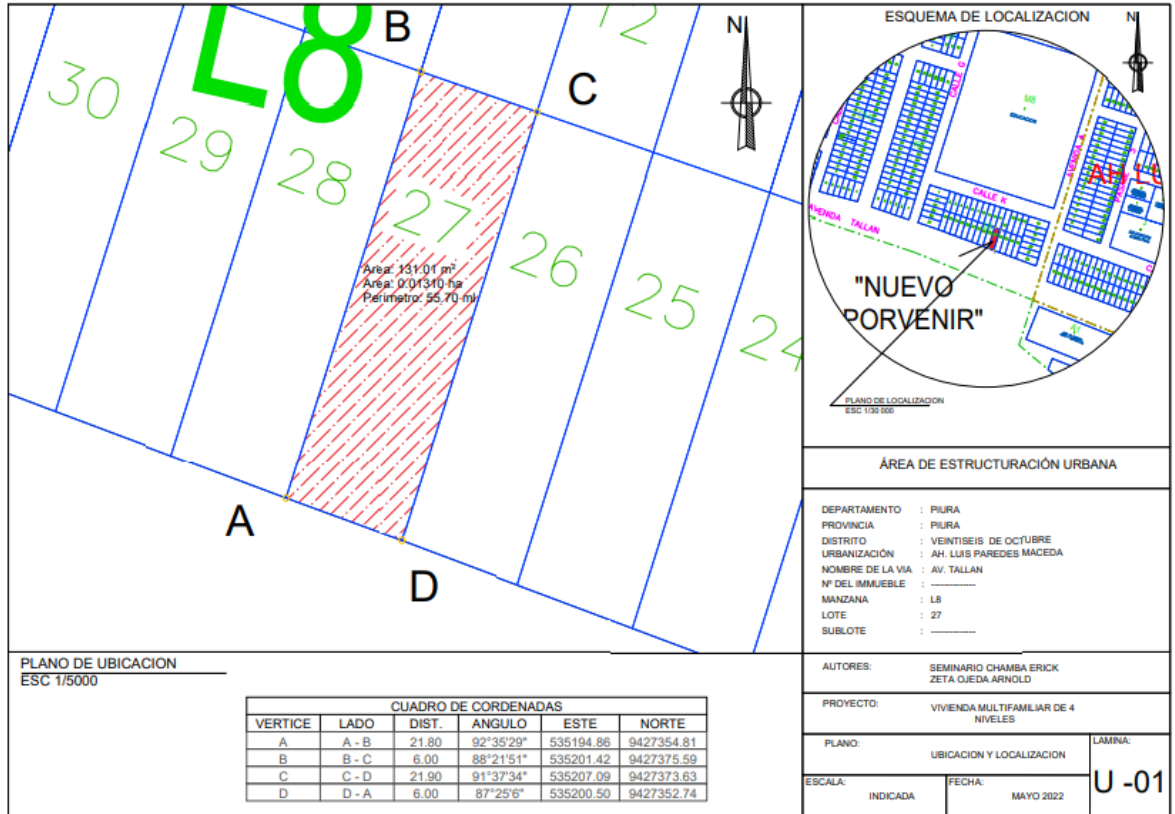 B
C
N
L8
12
30
29
28
27
26
25
24
Area: 131.01 m²
Area: 0.01310 ha
Perimetro: 55.70 ml
A
D
PLANO DE UBICACION
ESC 1/5000
CUADRO DE CORDENADAS
VERTICE LADO DIST. ANGULO ESTE NORTE
A A - B 21.80 92°35'29" 535194.86 9427354.81
B B - C 6.00 88°21'51" 535201.42 9427375.59
C C - D 21.90 91°37'34" 535207.09 9427373.63
D D - A 6.00 87°25'6" 535200.50 9427352.74
ESQUEMA DE LOCALIZACION
N
CALLE G
M8
EDUCACION
AVENIDA A
CALLE K
AVENIDA TALLAN
"NUEVO
PORVENIR"
PLANO DE LOCALIZACION
ESC 1/30 000
ÁREA DE ESTRUCTURACIÓN URBANA
DEPARTAMENTO : PIURA
PROVINCIA : PIURA
DISTRITO : VEINTISEIS DE OCTUBRE
URBANIZACIÓN : AH. LUIS PAREDES MACEDA
NOMBRE DE LA VIA : AV. TALLAN
Nº DEL IMMUEBLE : --------------
MANZANA : L8
LOTE : 27
SUBLOTE : --------------
AUTORES: SEMINARIO CHAMBA ERICK
ZETA OJEDA ARNOLD
PROYECTO: VIVIENDA MULTIFAMILIAR DE 4
NIVELES
PLANO: UBICACION Y LOCALIZACION
LAMINA:
U -01
ESCALA: INDICADA
FECHA: MAYO 2022